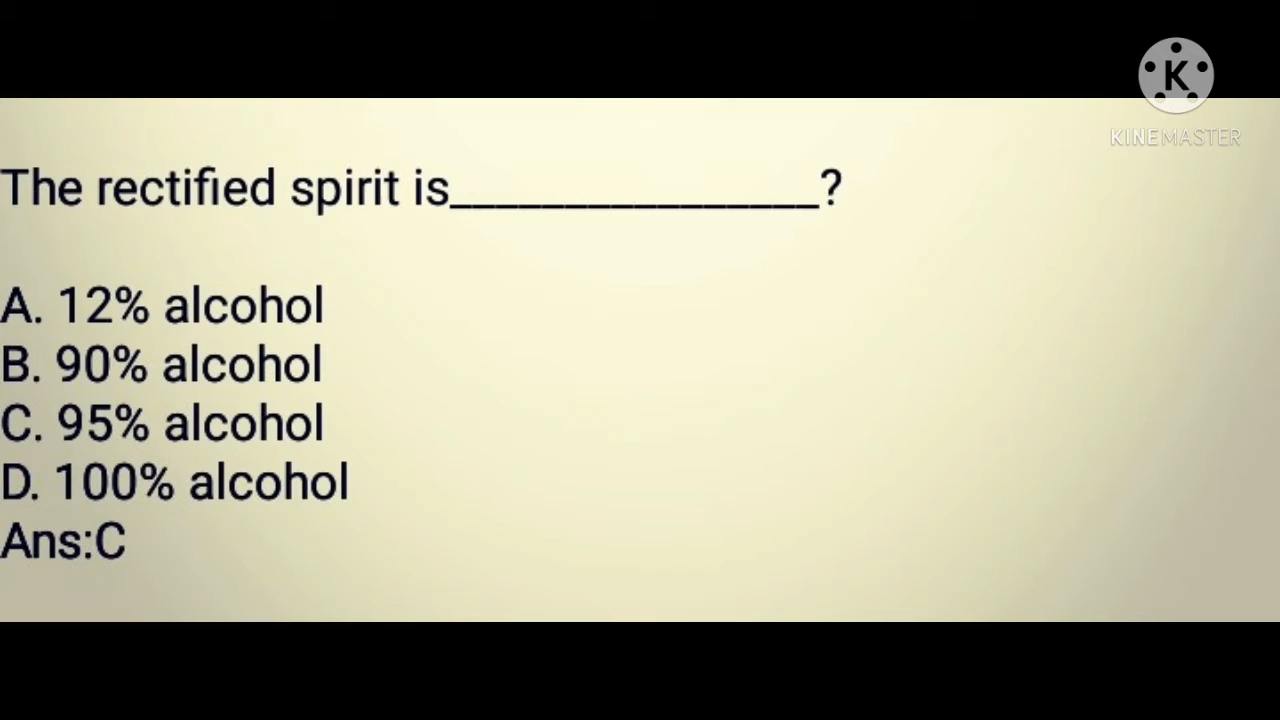 K
KINEMASTER
The rectified spirit is________________?
A. 12% alcohol
B. 90% alcohol
C. 95% alcohol
D. 100% alcohol
Ans:C